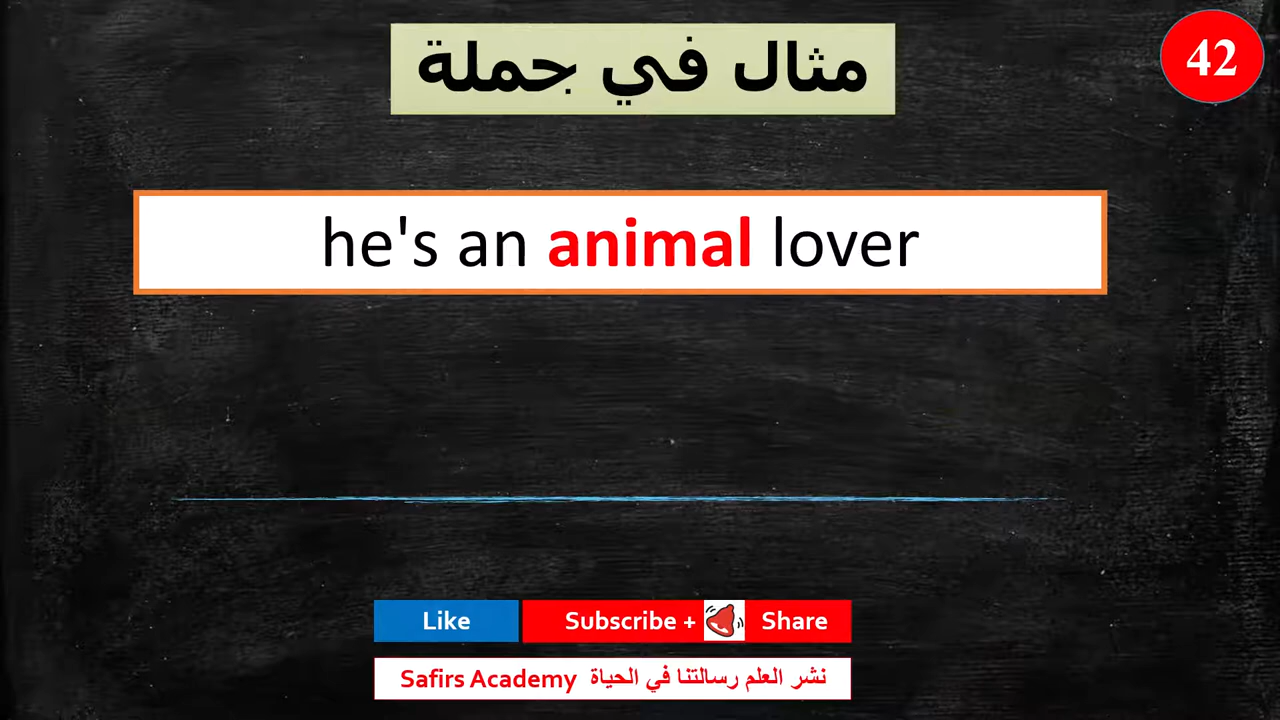 مثال في جملة
42
he's an animal lover
Like
Subscribe + Share
Safirs Academy نشر العلم رسالتنا في الحياة